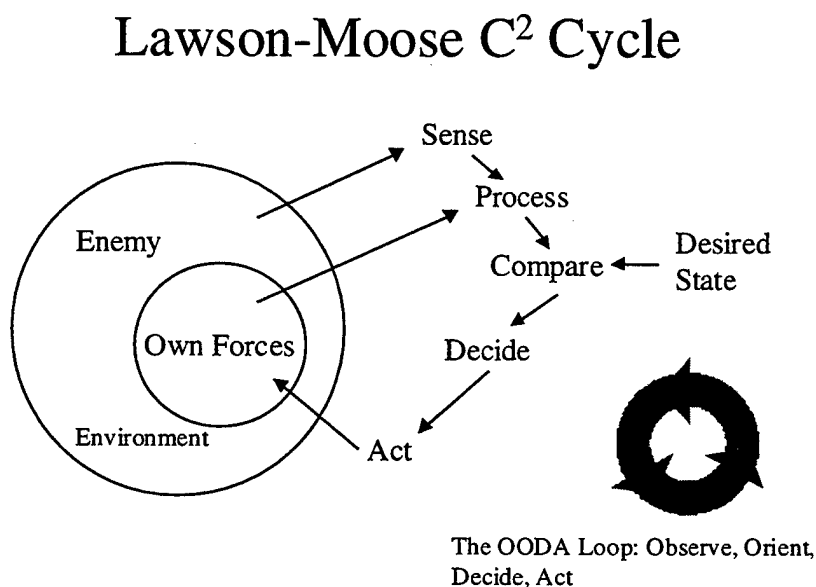 Lawson-Moose C² Cycle
Sense
Process
Enemy
Compare
Desired
State
Own Forces
Decide
Environment
Act
The OODA Loop: Observe, Orient,
Decide, Act